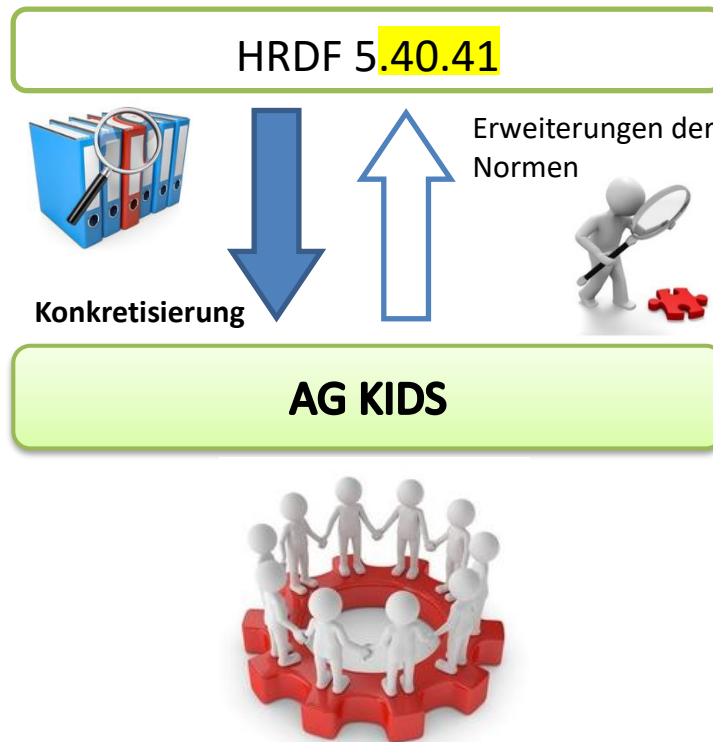 HRDF 5.40.41
Erweiterungen der
Normen
Konkretisierung
AG KIDS